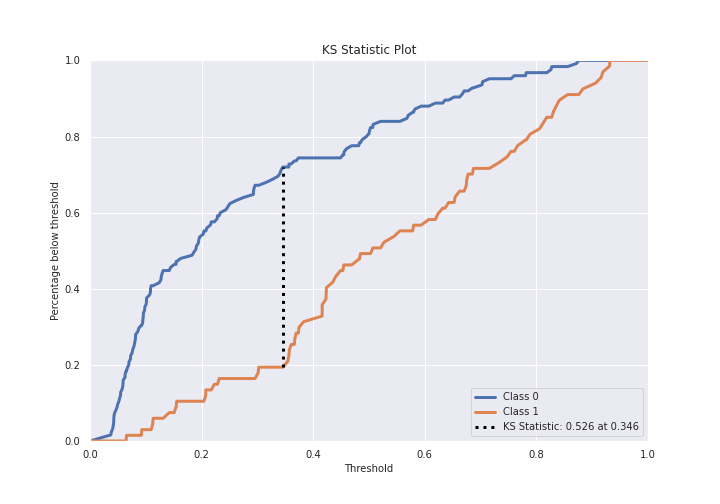 KS Statistic Plot
1.0
0.8
0.6
0.4
0.2
0.0
Percentage below threshold
0.0 0.2 0.4 0.6 0.8 1.0
Threshold
Class 0
Class 1
KS Statistic: 0.526 at 0.346